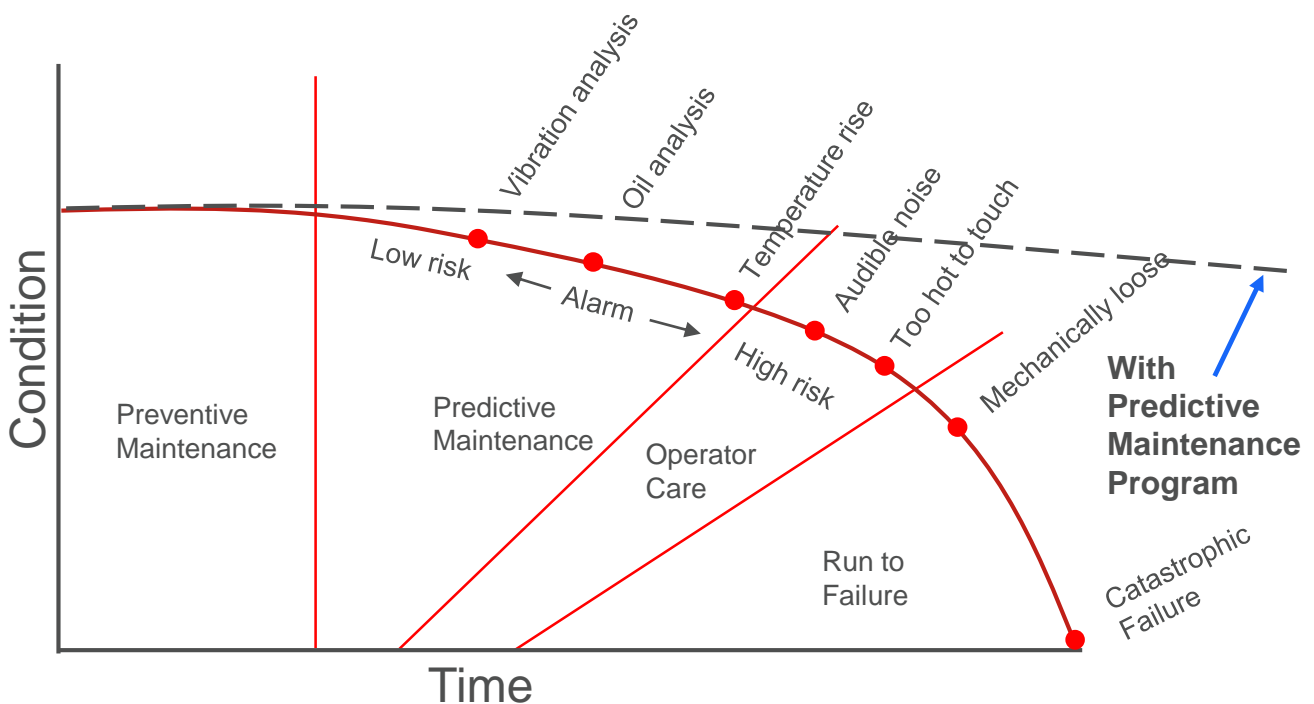 Vibration analysis
Oil analysis
Temperature rise
Audible noise
Too hot to touch
Mechanically loose
Low risk
Alarm
High risk
Condition
Preventive
Maintenance
Predictive
Maintenance
Operator
Care
Run to
Failure
With
Predictive
Maintenance
Program
Catastrophic
Failure
Time